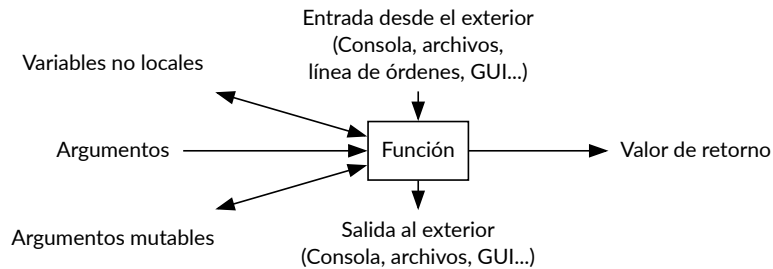 Entrada desde el exterior
(Consola, archivos,
línea de órdenes, GUI...)
Variables no locales
Argumentos
Función
Valor de retorno
Argumentos mutables
Salida al exterior
(Consola, archivos, GUI...)